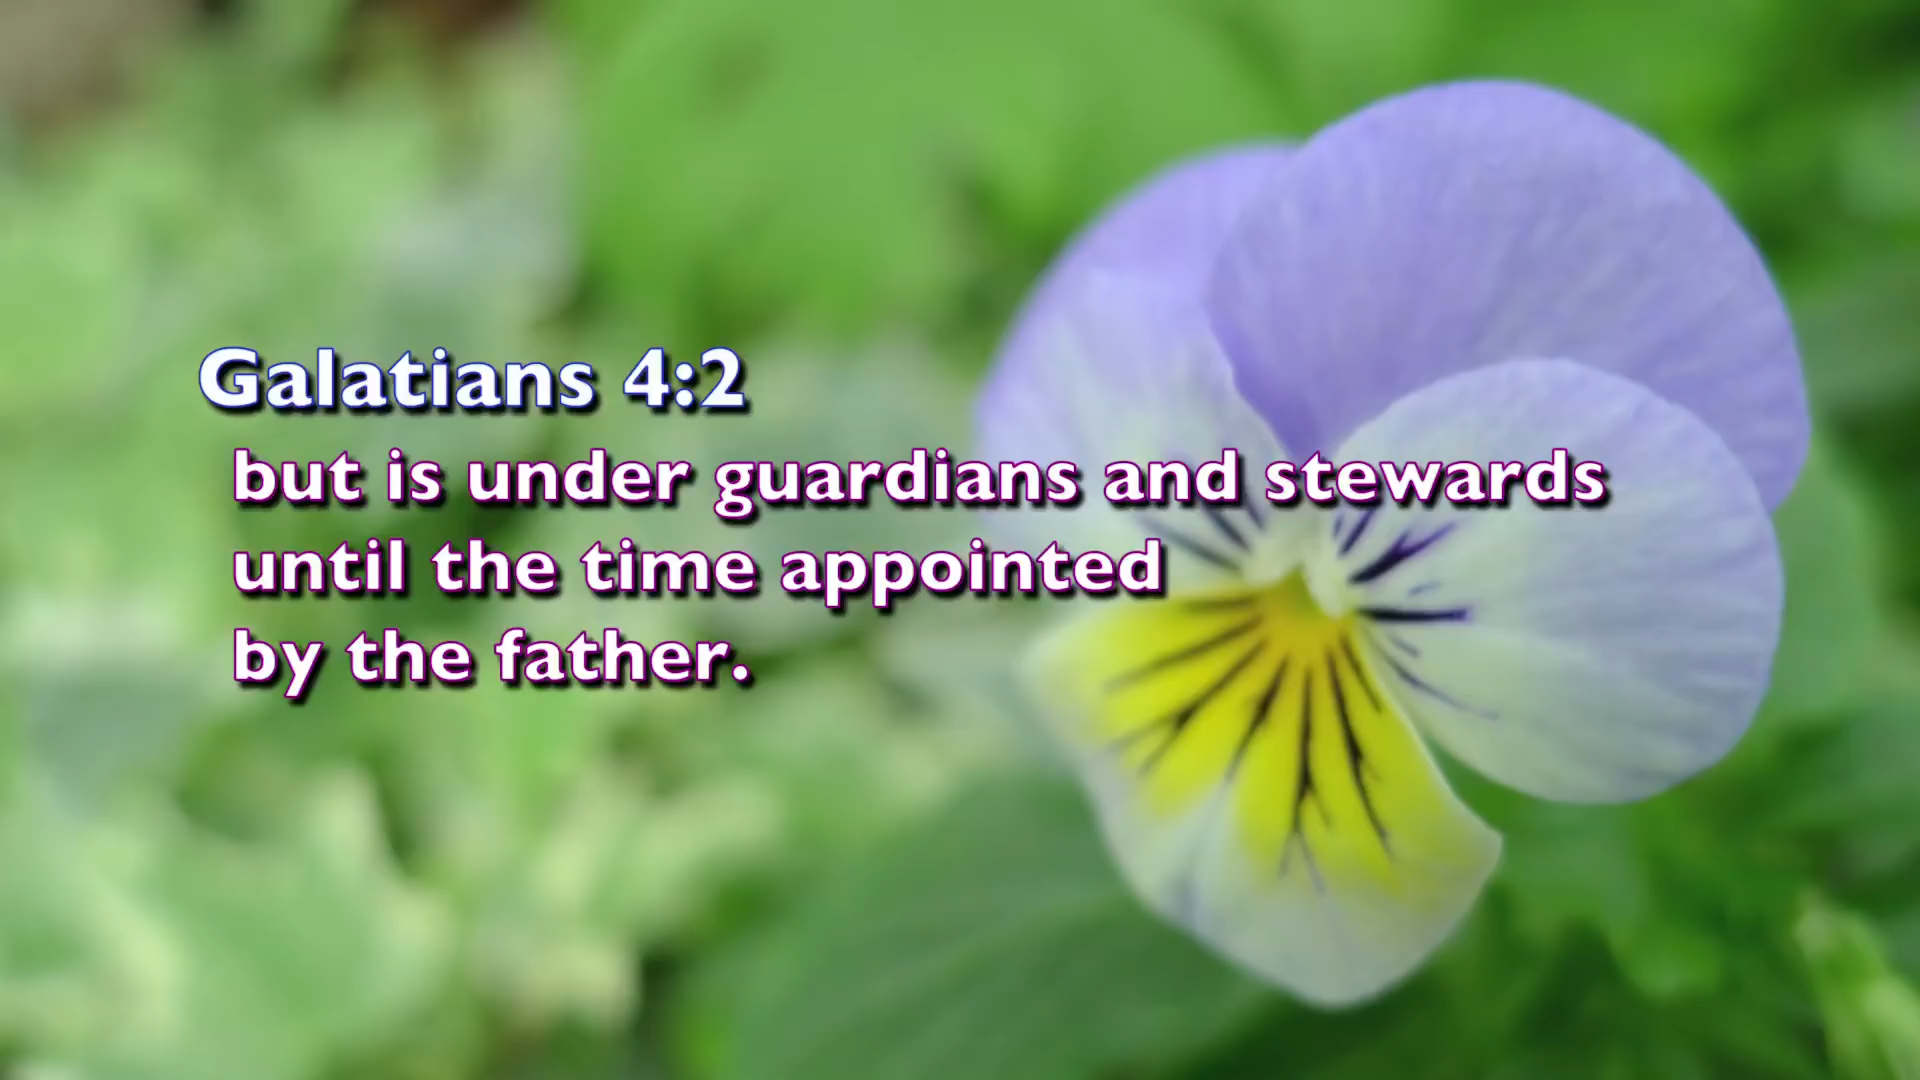 Galatians 4:2
but is under guardians and stewards
until the time appointed
by the father.